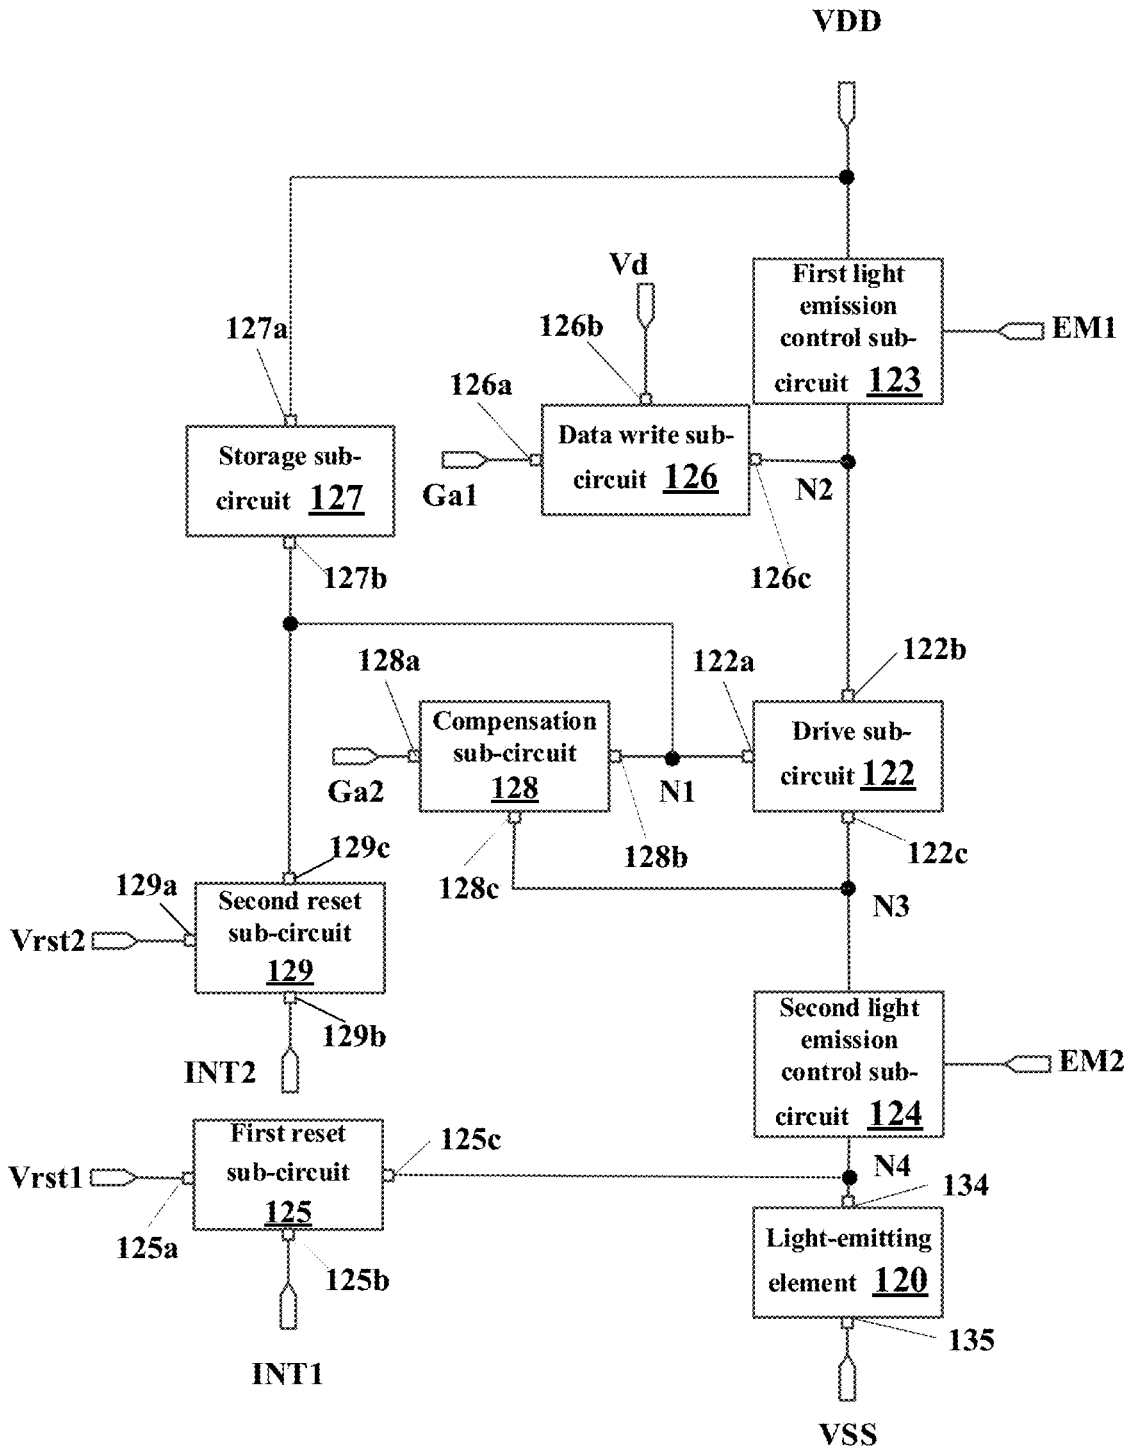 VDD
Vd
First light
emission
control sub-
circuit 123
EM1
127a
126b
126a
Storage sub-
circuit 127
Data write sub-
circuit 126
Ga1
N2
127b
126c
128a
122a
122b
Compensation
sub-circuit
128
Drive sub-
circuit 122
Ga2
N1
129c
128b
122c
129a
128c
N3
Second reset
sub-circuit
129
Vrst2
129b
INT2
Second light
emission
control sub-
circuit 124
EM2
First reset
sub-circuit
125
125c
Vrst1
N4
134
125a
125b
Light-emitting
element 120
135
INT1
VSS